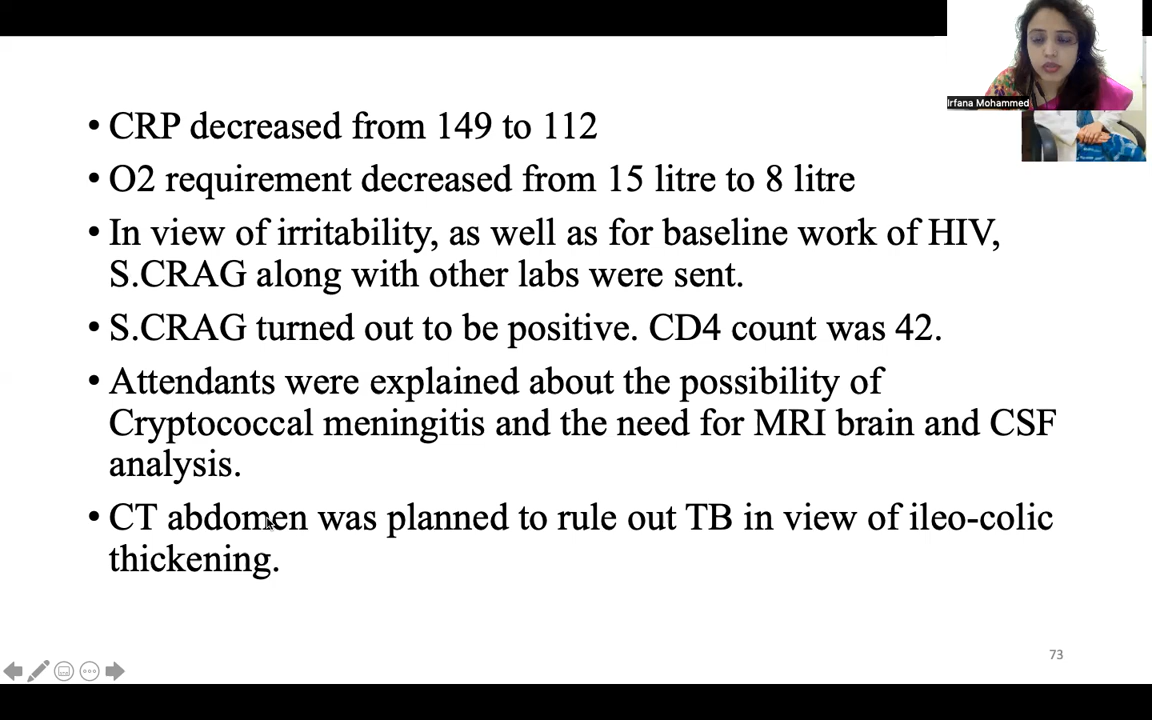 Irfana Mohammed
• CRP decreased from 149 to 112
• O2 requirement decreased from 15 litre to 8 litre
• In view of irritability, as well as for baseline work of HIV,
S.CRAG along with other labs were sent.
• S.CRAG turned out to be positive. CD4 count was 42.
• Attendants were explained about the possibility of
Cryptococcal meningitis and the need for MRI brain and CSF
analysis.
• CT abdomen was planned to rule out TB in view of ileo-colic
thickening.
73